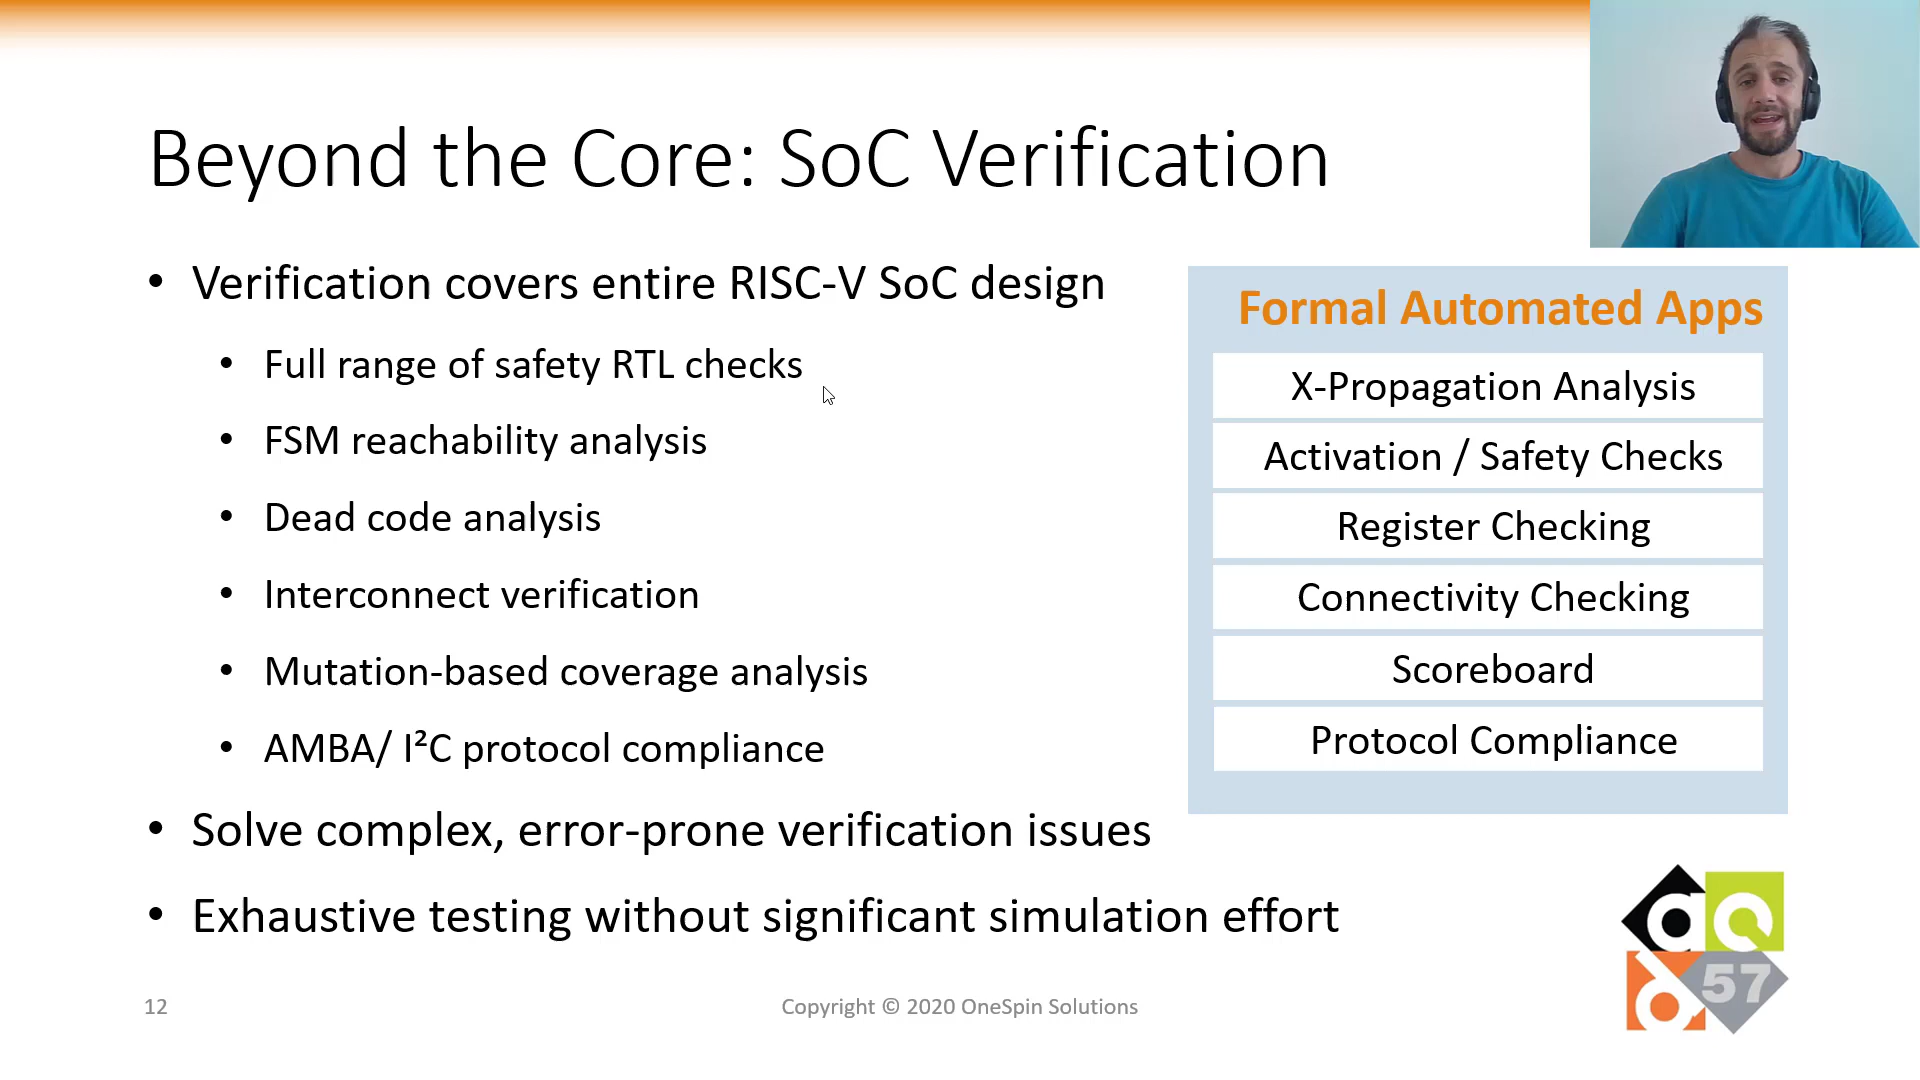 Beyond the Core: SoC Verification
• Verification covers entire RISC-V SoC design
• Full range of safety RTL checks
• FSM reachability analysis
• Dead code analysis
• Interconnect verification
• Mutation-based coverage analysis
• AMBA/ I²C protocol compliance
• Solve complex, error-prone verification issues
• Exhaustive testing without significant simulation effort
Formal Automated Apps
X-Propagation Analysis
Activation / Safety Checks
Register Checking
Connectivity Checking
Scoreboard
Protocol Compliance
12
Copyright © 2020 OneSpin Solutions
57